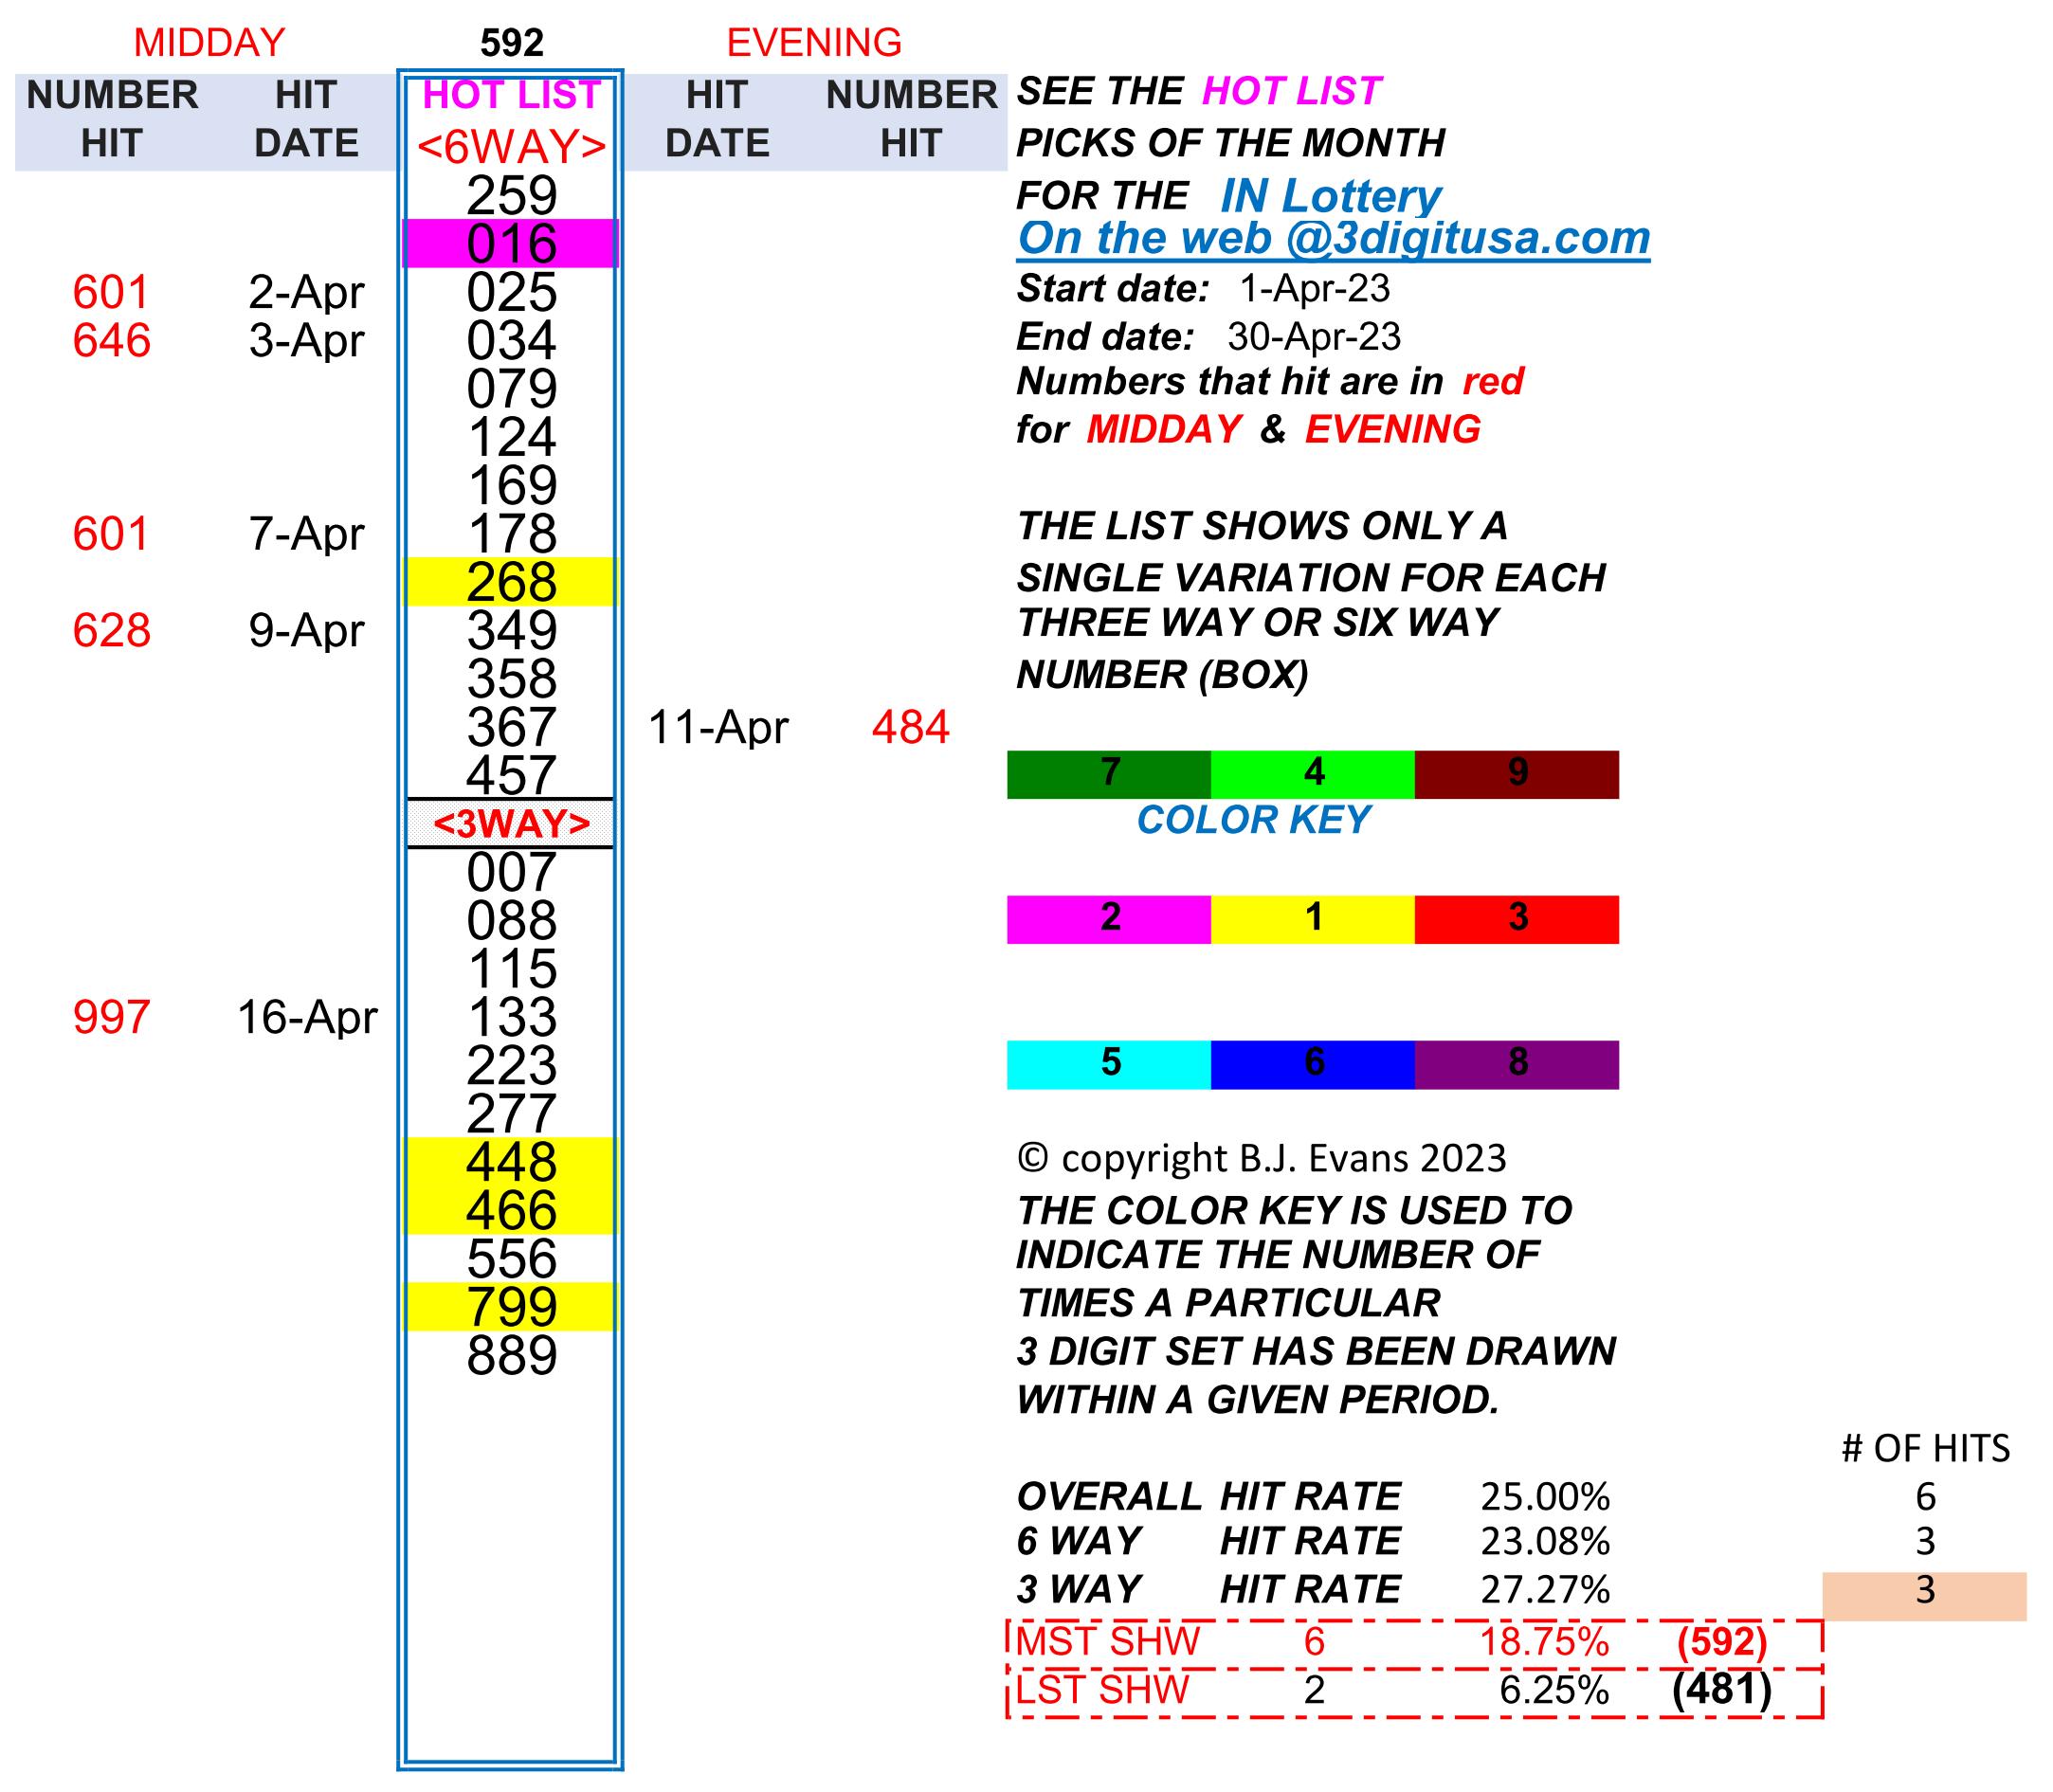 MIDDAY 592 EVENING
NUMBER HIT HOT LIST HIT NUMBER SEE THE HOT LIST
HIT DATE <6WAY> DATE HIT PICKS OF THE MONTH
259 FOR THE IN Lottery
016 On the web @3digitusa.com
601 2-Apr 025 Start date: 1-Apr-23
646 3-Apr 034 End date: 30-Apr-23
079 Numbers that hit are in red
124 for MIDDAY & EVENING
169
601 7-Apr 178 THE LIST SHOWS ONLY A
268 SINGLE VARIATION FOR EACH
628 9-Apr 349 THREE WAY OR SIX WAY
358 NUMBER (BOX)
367 11-Apr 484
457 7 4 9
<3WAY> COLOR KEY
007
088 2 1 3
115
997 16-Apr 133
223 5 6 8
277
448 © copyright B.J. Evans 2023
466 THE COLOR KEY IS USED TO
556 INDICATE THE NUMBER OF
799 TIMES A PARTICULAR
889 3 DIGIT SET HAS BEEN DRAWN
WITHIN A GIVEN PERIOD.
# OF HITS
OVERALL HIT RATE 25.00% 6
6 WAY HIT RATE 23.08% 3
3 WAY HIT RATE 27.27% 3
MST SHW 6 18.75% (592)
LST SHW 2 6.25% (481)